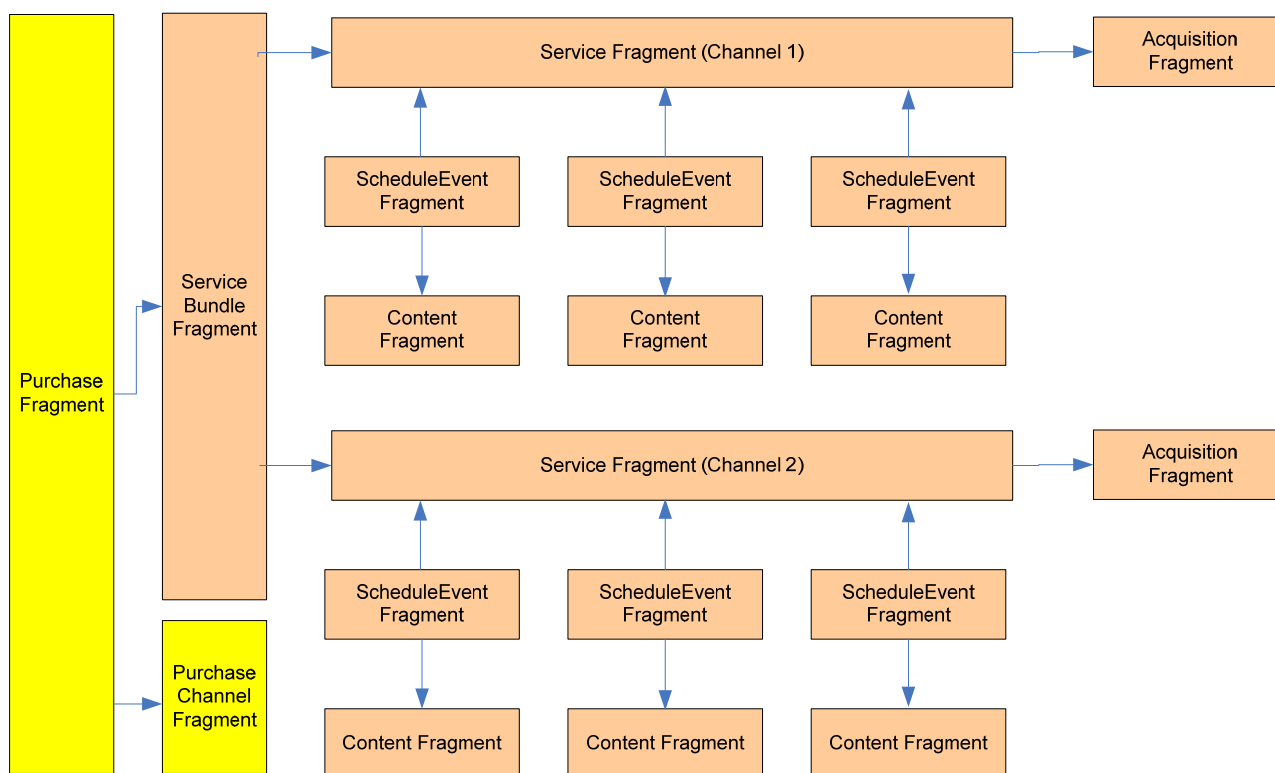 Purchase
Fragment
Service
Bundle
Fragment
Purchase
Channel
Fragment
Service Fragment (Channel 1)
Acquisition
Fragment
ScheduleEvent
Fragment
ScheduleEvent
Fragment
ScheduleEvent
Fragment
Content
Fragment
Content
Fragment
Content
Fragment
Service Fragment (Channel 2)
Acquisition
Fragment
ScheduleEvent
Fragment
ScheduleEvent
Fragment
ScheduleEvent
Fragment
Content Fragment
Content Fragment
Content Fragment